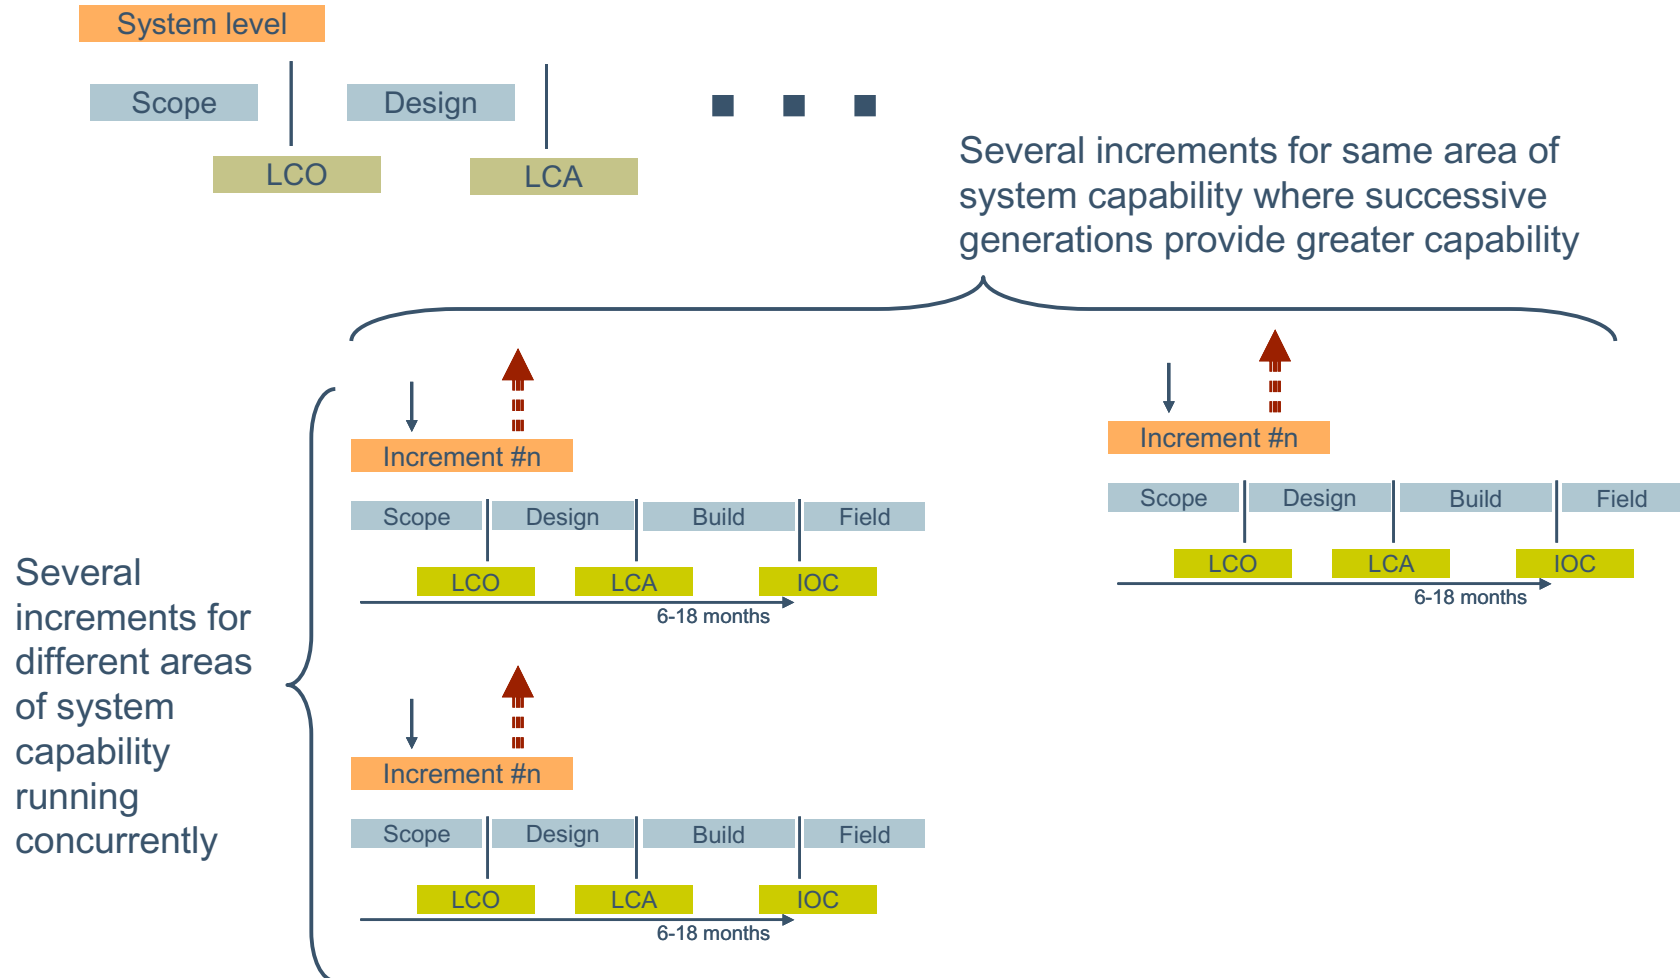 System level
Scope
Design
LCO
LCA
Several increments for same area of
system capability where successive
generations provide greater capability
Several
increments for
different areas
of system
capability
running
concurrently
Increment #n
Scope
Design
Build
Field
LCO
LCA
IOC
6-18 months
Increment #n
Scope
Design
Build
Field
LCO
LCA
IOC
6-18 months
Increment #n
Scope
Design
Build
Field
LCO
LCA
IOC
6-18 months